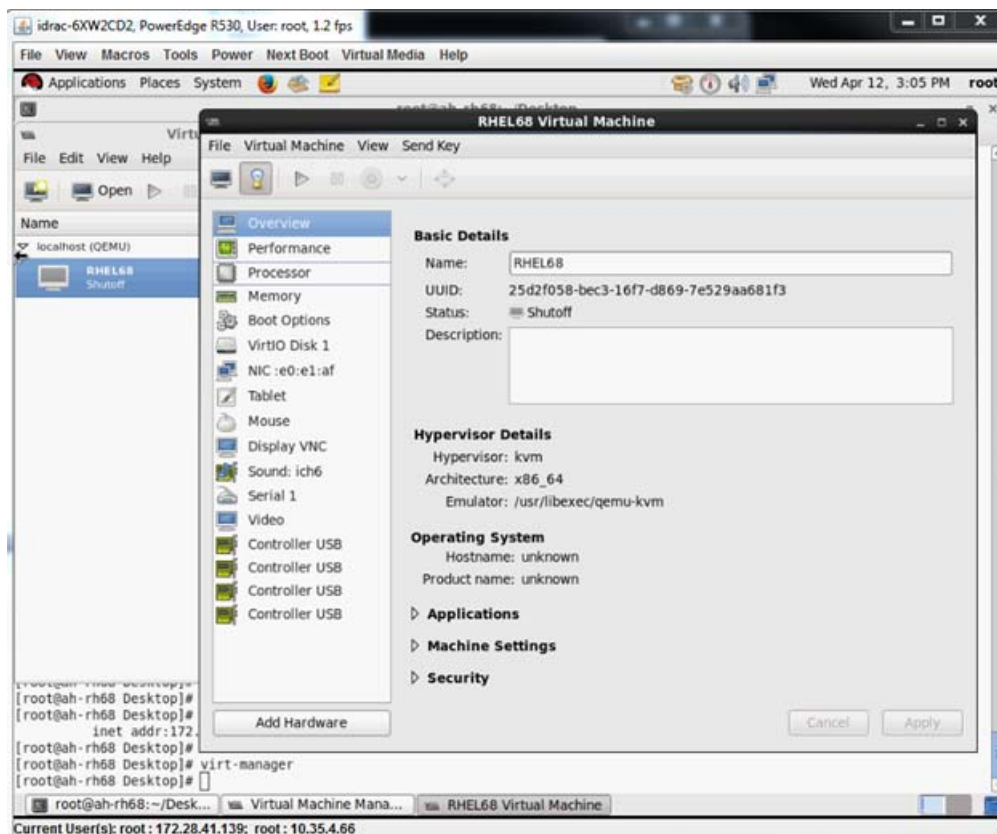 idrac-6XW2CD2, PowerEdge R530, User: root, 1.2 fps
File View Macros Tools Power Next Boot Virtual Media Help
Applications Places System Wed Apr 12, 3:05 PM root
root@ah-rh68:~/Desktop
Virtu
File Edit View Help
Open
Name
localhost (QEMU)
RHEL68
Shutoff
RHEL68 Virtual Machine
File Virtual Machine View Send Key
Overview
Performance
Processor
Memory
Boot Options
VirtIO Disk 1
NIC :e0:e1:af
Tablet
Mouse
Display VNC
Sound: ich6
Serial 1
Video
Controller USB
Controller USB
Controller USB
Controller USB
Add Hardware
Basic Details
Name: RHEL68
UUID: 25d2f058-bec3-16f7-d869-7e529aa681f3
Status: Shutoff
Description:
Hypervisor Details
Hypervisor: kvm
Architecture: x86_64
Emulator: /usr/libexec/qemu-kvm
Operating System
Hostname: unknown
Product name: unknown
Applications
Machine Settings
Security
Cancel Apply
[root@ah-rh68 Desktop]#
[root@ah-rh68 Desktop]#
inet addr:172.
[root@ah-rh68 Desktop]#
[root@ah-rh68 Desktop]# virt-manager
[root@ah-rh68 Desktop]#
root@ah-rh68:~/Desk... Virtual Machine Mana... RHEL68 Virtual Machine
Current User(s): root : 172.28.41.139; root : 10.35.4.66